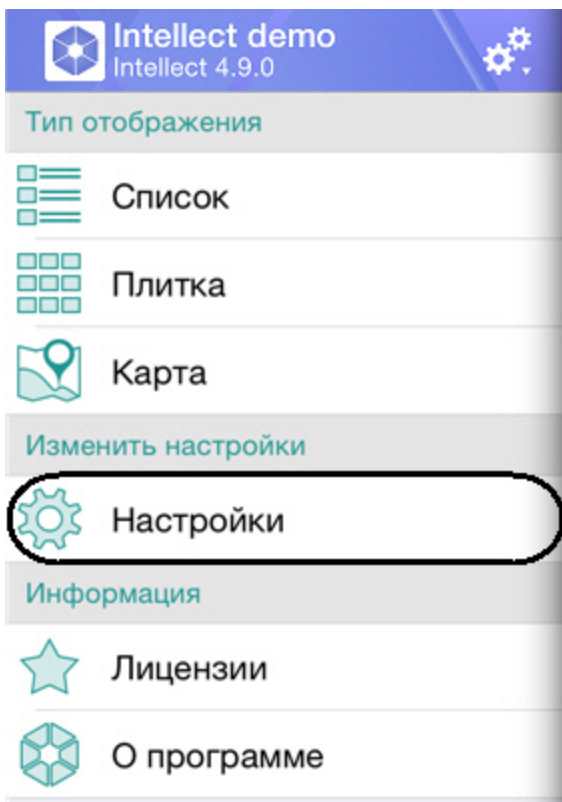 Intellect demo
Intellect 4.9.0
Тип отображения
Список
Плитка
Карта
Изменить настройки
Настройки
Информация
Лицензии
О программе